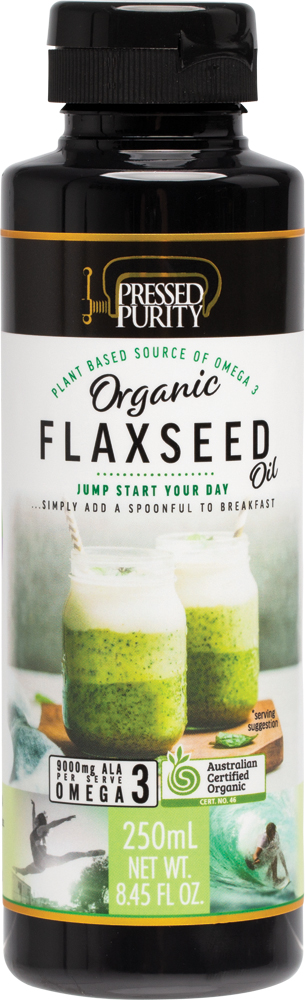 PRESSED
PURITY
PLANT BASED SOURCE OF OMEGA 3
Organic
FLAXSEED
Oil
JUMP START YOUR DAY
...SIMPLY ADD A SPOONFUL TO BREAKFAST
*serving
suggestion
9000mg ALA
PER SERVE
OMEGA 3
Australian
Certified
Organic
CERT. NO. 46
250mL
NET WT.
8.45 FL OZ.